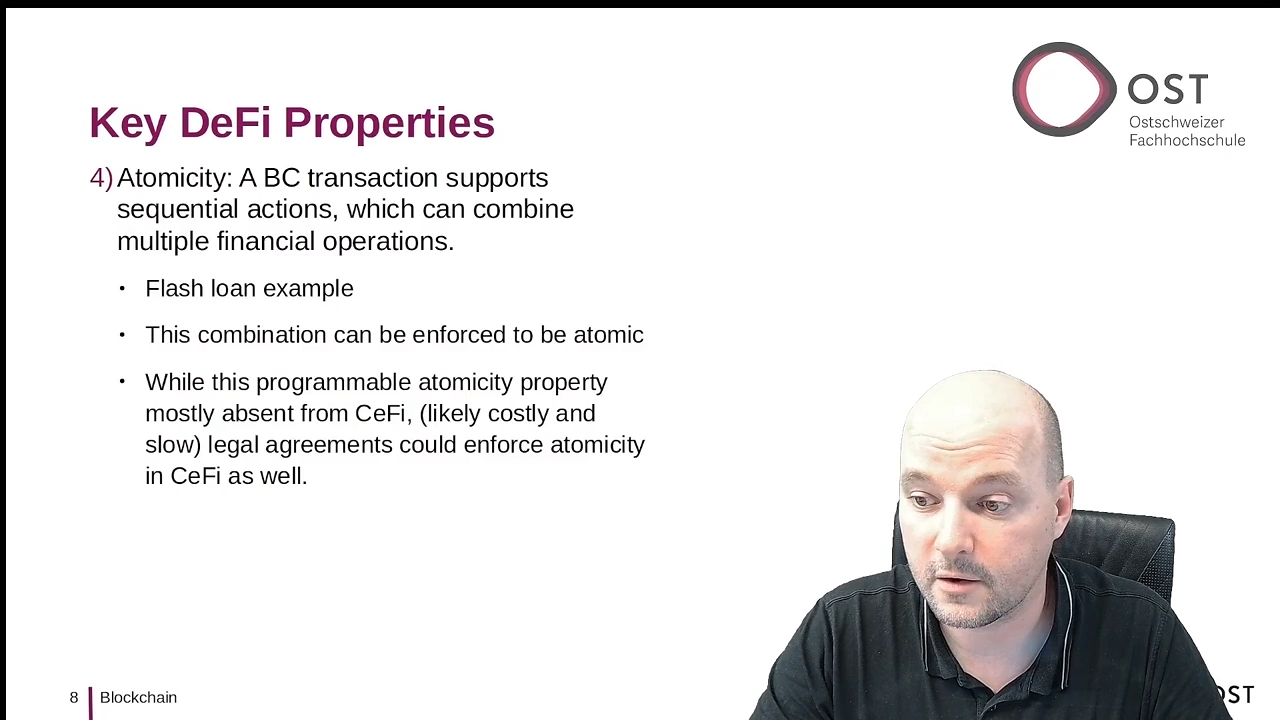 OST
Ostschweizer
Fachhochschule
Key DeFi Properties
4) Atomicity: A BC transaction supports
sequential actions, which can combine
multiple financial operations.
• Flash loan example
• This combination can be enforced to be atomic
• While this programmable atomicity property
mostly absent from CeFi, (likely costly and
slow) legal agreements could enforce atomicity
in CeFi as well.
8 Blockchain
OST